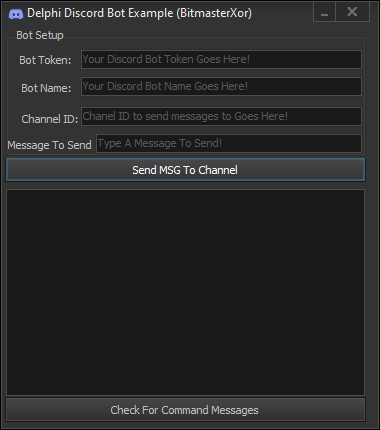 Delphi Discord Bot Example (BitmasterXor)
Bot Setup
Bot Token: Your Discord Bot Token Goes Here!
Bot Name: Your Discord Bot Name Goes Here!
Channel ID: Chanel ID to send messages to Goes Here!
Message To Send Type A Message To Send!
Send MSG To Channel
Check For Command Messages